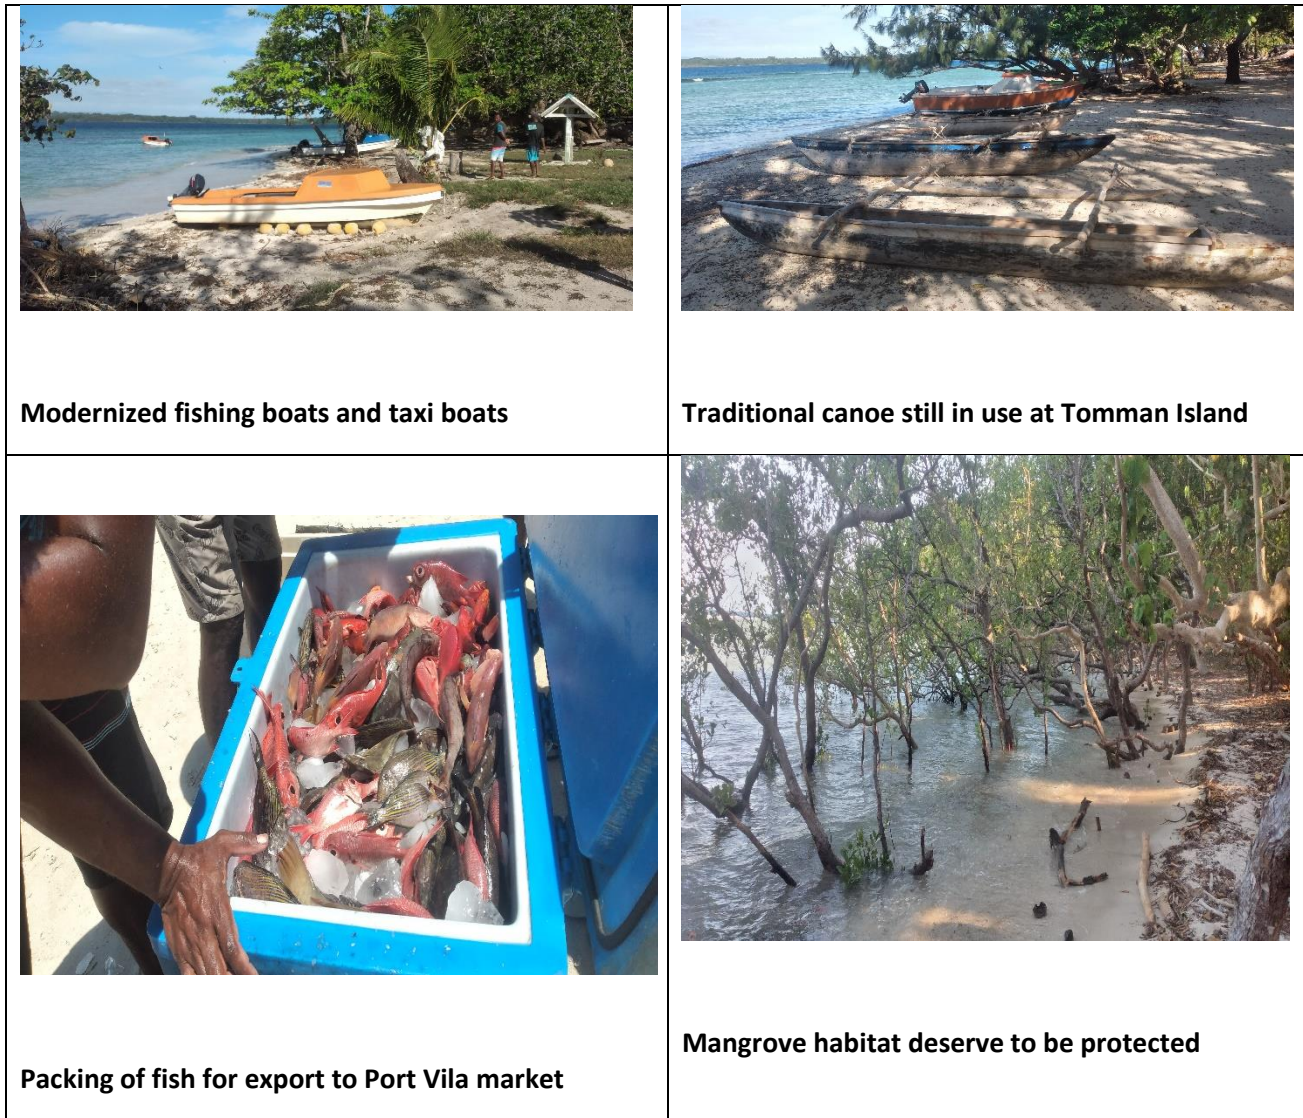 Modernized fishing boats and taxi boats
Traditional canoe still in use at Tomman Island
Packing of fish for export to Port Vila market
Mangrove habitat deserve to be protected